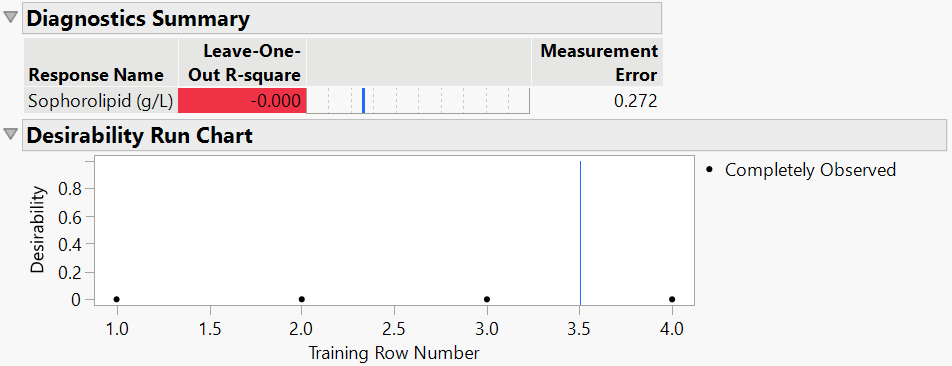 Diagnostics Summary
Leave-One- Measurement
Response Name Out R-square Error
Sophorolipid (g/L) -0.000 0.272
Desirability Run Chart
Completely Observed
Desirability
0.8
0.6
0.4
0.2
0
1.0 1.5 2.0 2.5 3.0 3.5 4.0
Training Row Number